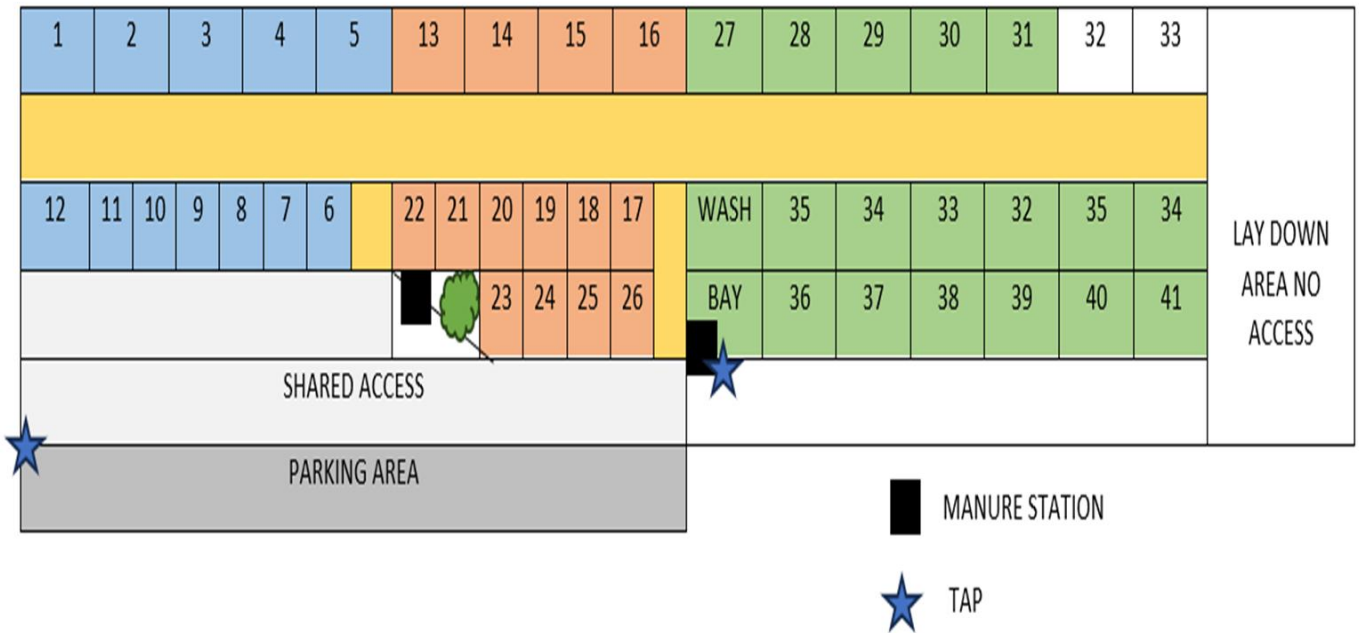 1 2 3 4 5 13 14 15 16 27 28 29 30 31 32 33
12 11 10 9 8 7 6 22 21 20 19 18 17 WASH 35 34 33 32 35 34
LAY DOWN
AREA NO
ACCESS
23 24 25 26 BAY 36 37 38 39 40 41
SHARED ACCESS
PARKING AREA
MANURE STATION
TAP